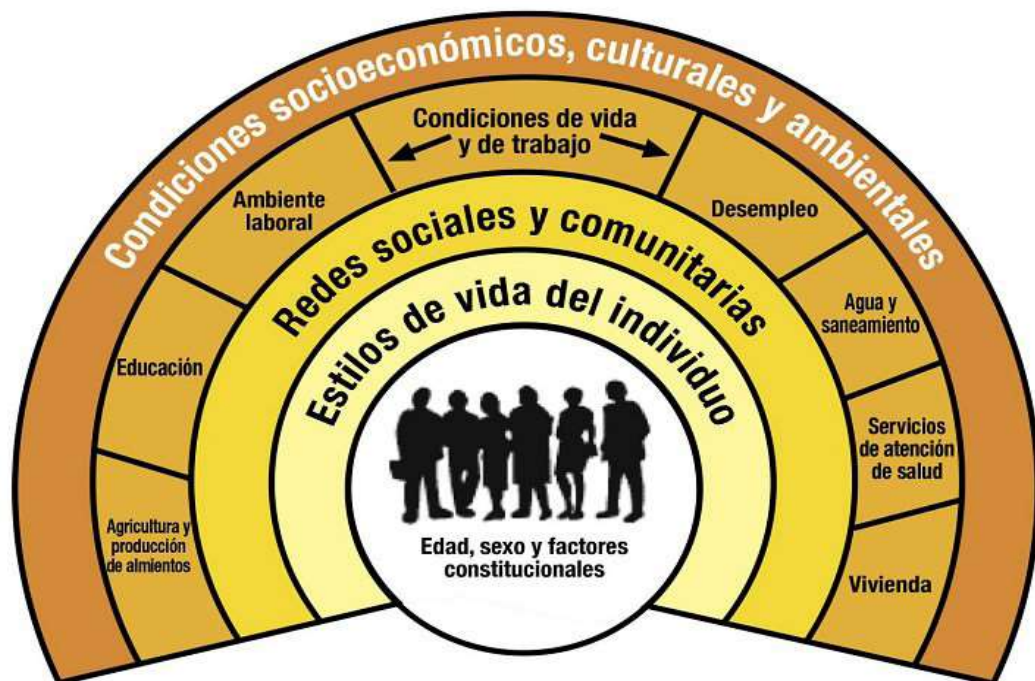 Condiciones socioeconómicos, culturales y ambientales
Condiciones de vida
y de trabajo
Ambiente
laboral
Desempleo
Educación
Agua y
saneamiento
Agricultura y
producción
de almientos
Servicios
de atención
de salud
Vivienda
Redes sociales y comunitarias
Estilos de vida del individuo
Edad, sexo y factores
constitucionales